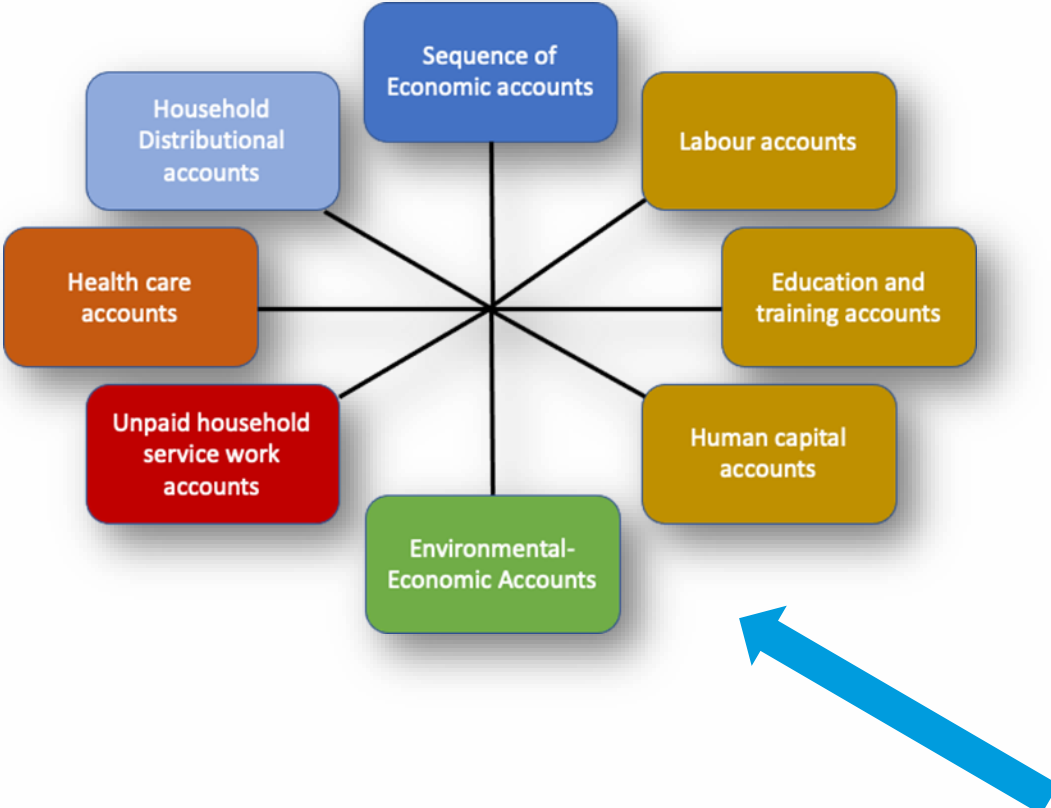 Sequence of
Economic accounts
Household
Distributional
accounts
Labour accounts
Health care
accounts
Education and
training accounts
Unpaid household
service work
accounts
Human capital
accounts
Environmental-
Economic Accounts